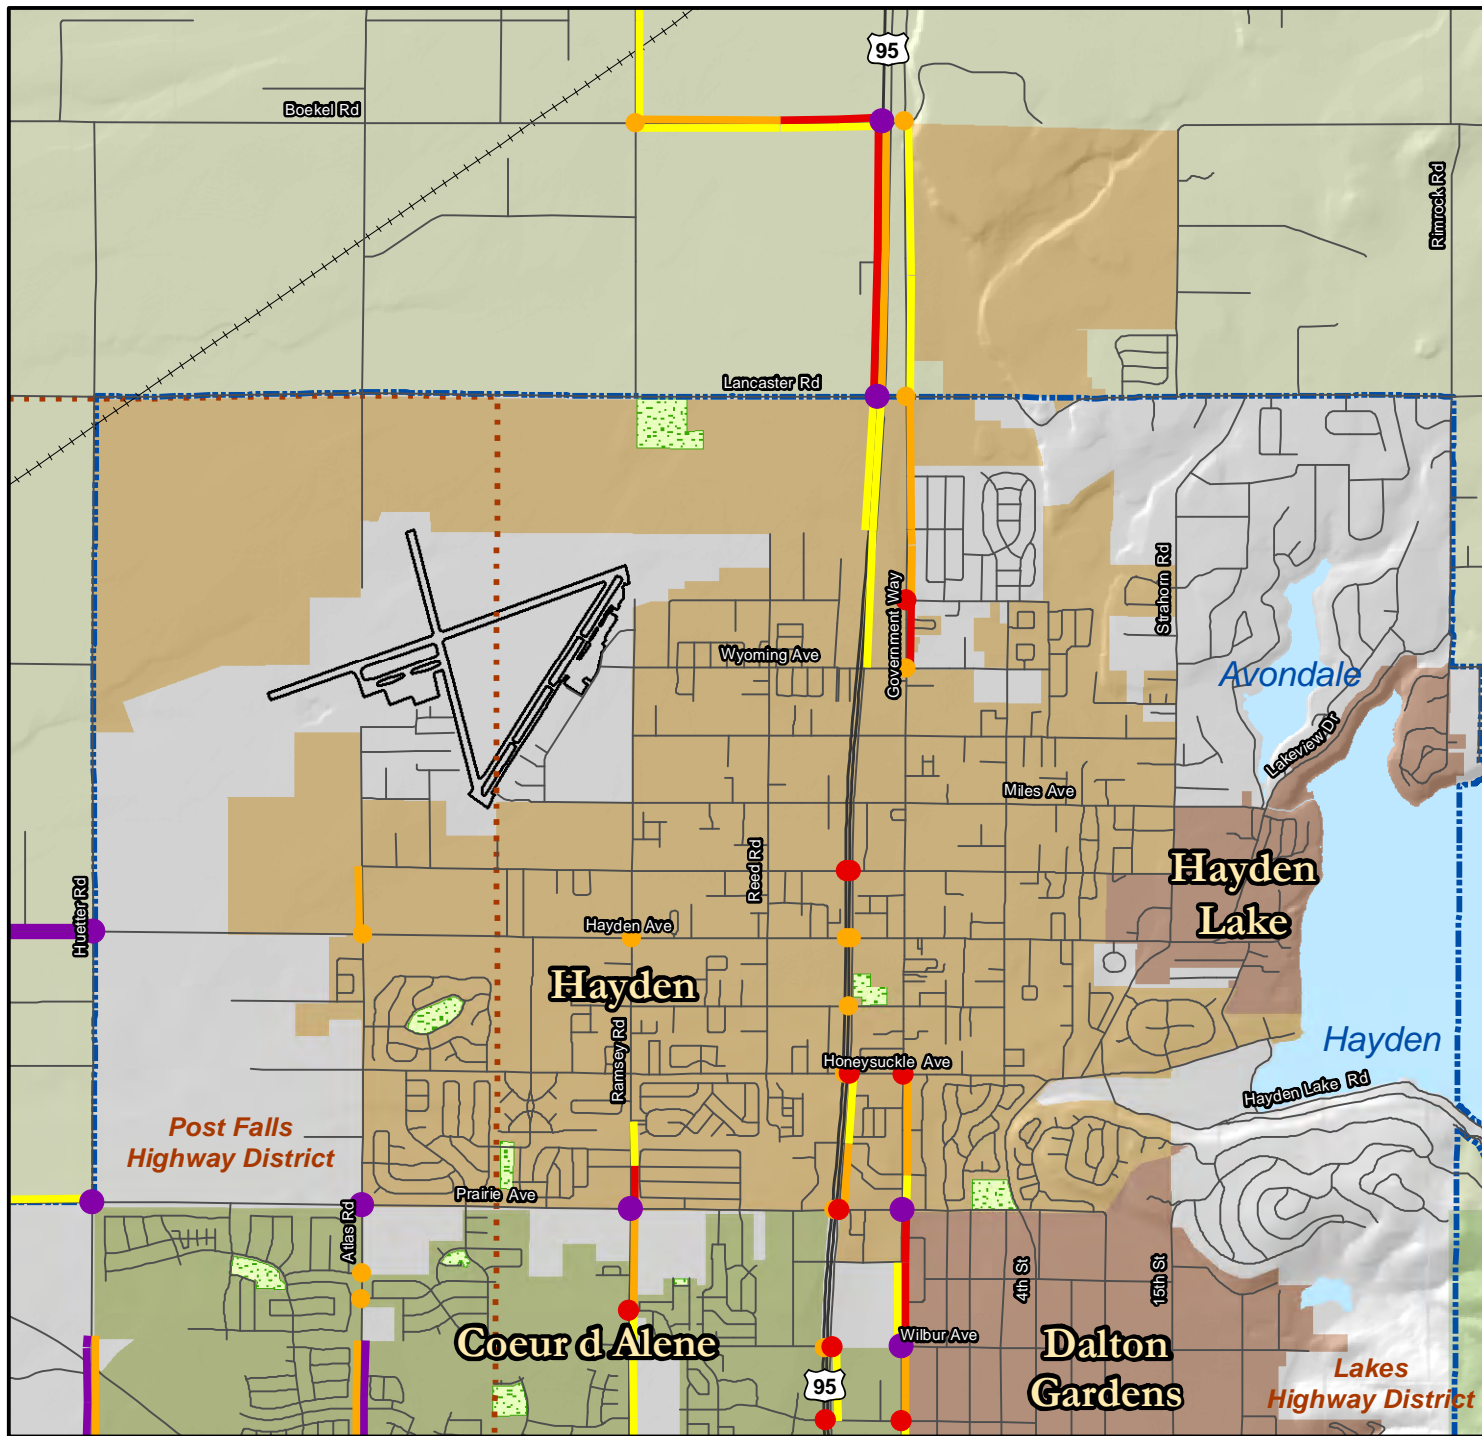 95
Boekel Rd
Rimrock Rd
Lancaster Rd
Strahorn Rd
Government Way
Wyoming Ave
Avondale
Lakeview Dr
Miles Ave
Reed Rd
Hayden
Lake
Huetter Rd
Hayden Ave
Hayden
Ramsey Rd
Hayden
Honeysuckle Ave
Hayden Lake Rd
Post Falls
Highway District
Prairie Ave
Atlas Rd
4th St
15th St
Wilbur Ave
Coeur d Alene
Dalton
Gardens
95
Lakes
Highway District